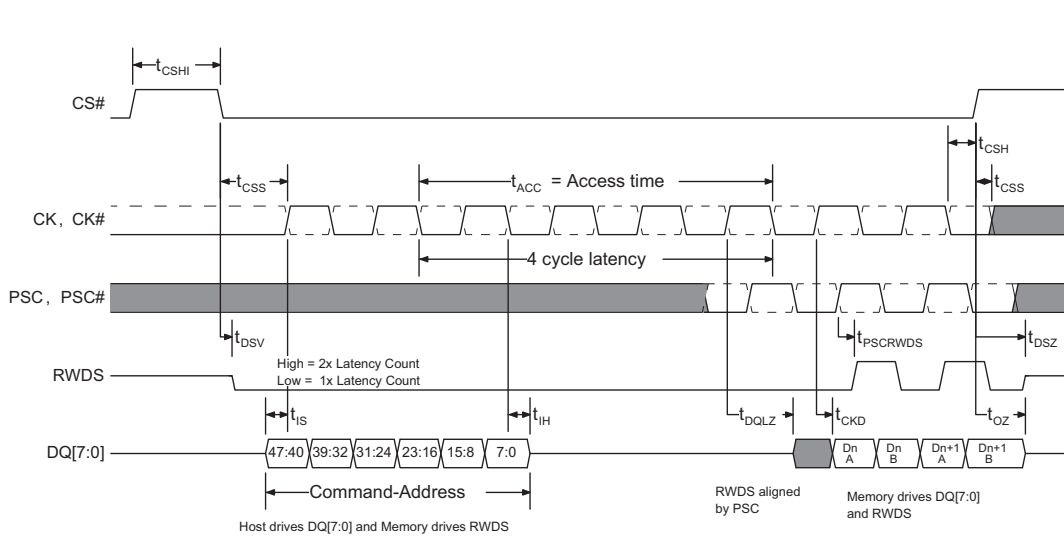 tCSHI
CS#
tCSH
tCSS
tACC = Access time
tCSS
CK, CK#
4 cycle latency
PSC, PSC#
tDSV
tPSCRWDS
tDSZ
High = 2x Latency Count
Low = 1x Latency Count
RWDS
tIS
tIH
tDQLZ
tCKD
tOZ
DQ[7:0]
47:40 39:32 31:24 23:16 15:8 7:0
Dn A
Dn B
Dn+1 A
Dn+1 B
Command-Address
RWDS aligned
by PSC
Memory drives DQ[7:0]
and RWDS
Host drives DQ[7:0] and Memory drives RWDS